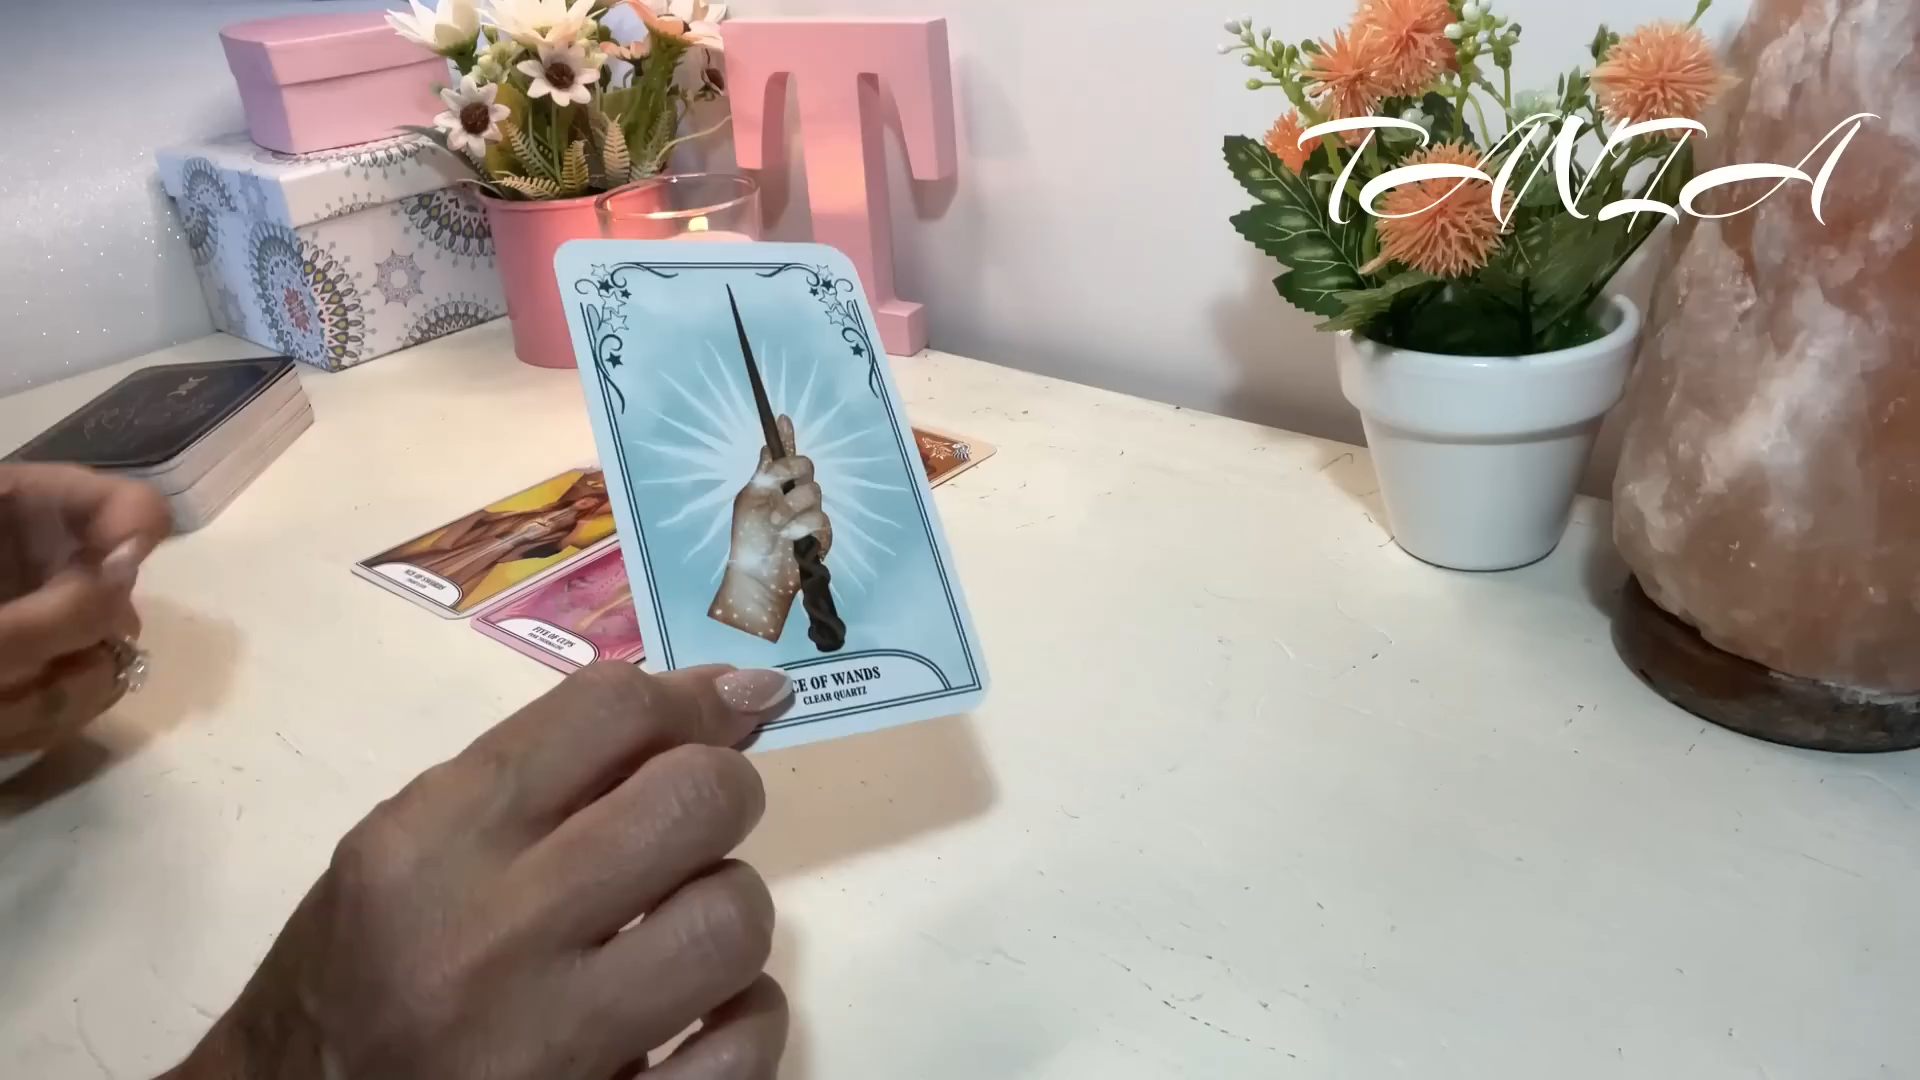 T
TANIA
CE OF WANDS
CLEAR QUARTZ
FIVE OF CUPS